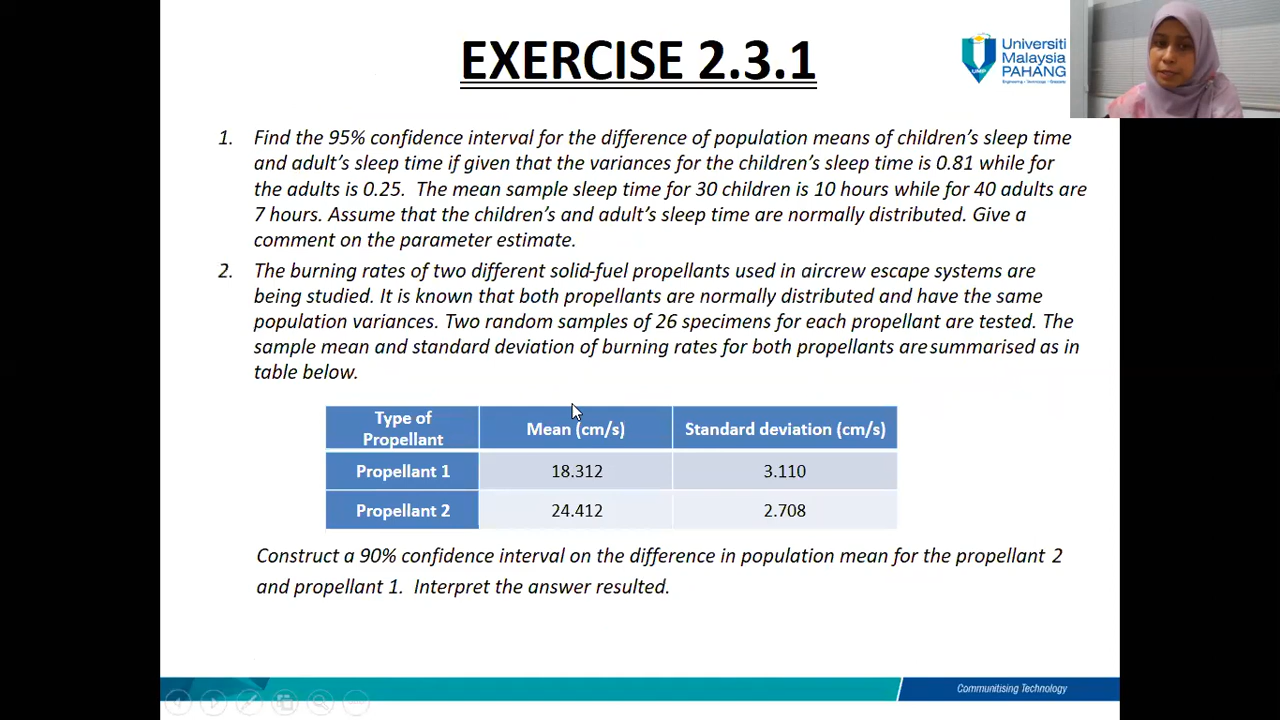 EXERCISE 2.3.1
Universiti
Malaysia
PAHANG
UMP
1. Find the 95% confidence interval for the difference of population means of children's sleep time
and adult's sleep time if given that the variances for the children's sleep time is 0.81 while for
the adults is 0.25. The mean sample sleep time for 30 children is 10 hours while for 40 adults are
7 hours. Assume that the children's and adult's sleep time are normally distributed. Give a
comment on the parameter estimate.
2. The burning rates of two different solid-fuel propellants used in aircrew escape systems are
being studied. It is known that both propellants are normally distributed and have the same
population variances. Two random samples of 26 specimens for each propellant are tested. The
sample mean and standard deviation of burning rates for both propellants are summarised as in
table below.
Type of
Propellant
Mean (cm/s)
Standard deviation (cm/s)
Propellant 1
18.312
3.110
Propellant 2
24.412
2.708
Construct a 90% confidence interval on the difference in population mean for the propellant 2
and propellant 1. Interpret the answer resulted.
Communitising Technology